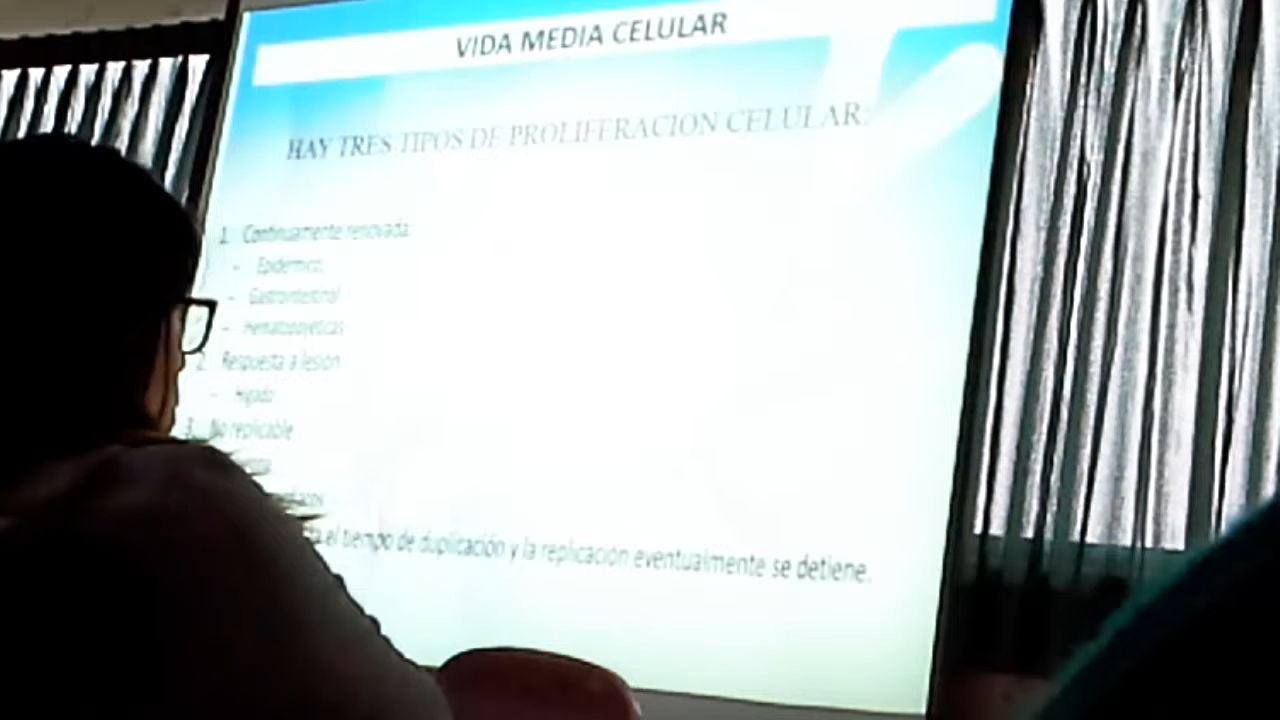 VIDA MEDIA CELULAR
HAY TRES TIPOS DE PROLIFERACION CELULAR:
1. Continuamente renovada:
- Epidermico
- Gastrointestinal
- Hematopoyeticas
2. Respuesta a lesion
- Higado
3. No replicable
el tiempo de duplicación y la replicación eventualmente se detiene.